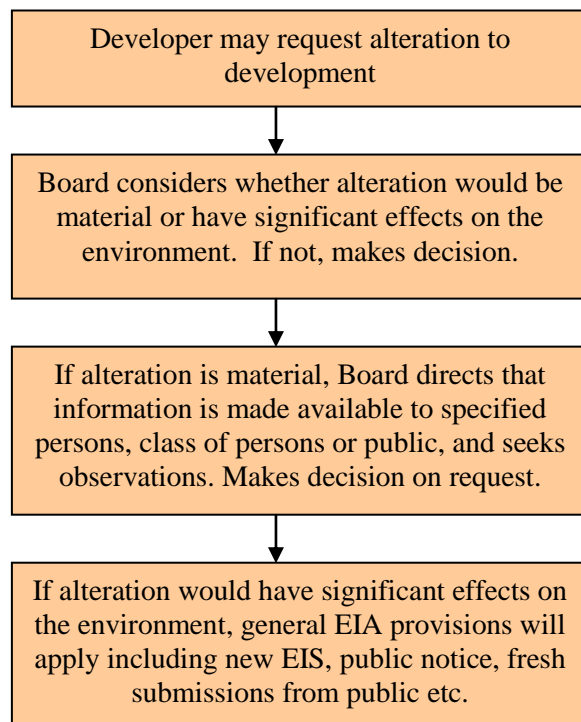 Developer may request alteration to
development
Board considers whether alteration would be
material or have significant effects on the
environment.  If not, makes decision.
If alteration is material, Board directs that
information is made available to specified
persons, class of persons or public, and seeks
observations. Makes decision on request.
If alteration would have significant effects on
the environment, general EIA provisions will
apply including new EIS, public notice, fresh
submissions from public etc.